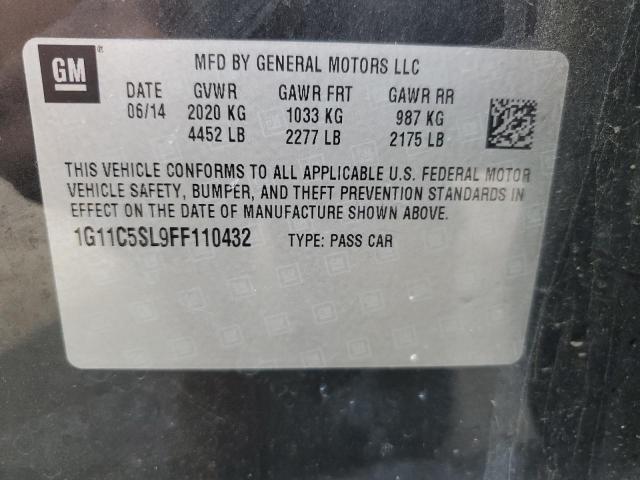 GM ®
MFD BY GENERAL MOTORS LLC
DATE GVWR GAWR FRT GAWR RR
06/14 2020 KG 1033 KG 987 KG
4452 LB 2277 LB 2175 LB
THIS VEHICLE CONFORMS TO ALL APPLICABLE U.S. FEDERAL MOTOR
VEHICLE SAFETY, BUMPER, AND THEFT PREVENTION STANDARDS IN
EFFECT ON THE DATE OF MANUFACTURE SHOWN ABOVE.
1G11C5SL9FF110432 TYPE: PASS CAR